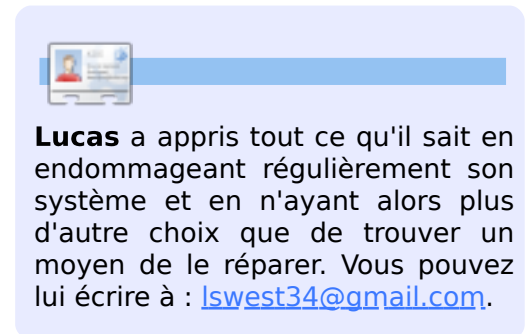 Lucas a appris tout ce qu'il sait en
endommageant régulièrement son
système et en n'ayant alors plus
d'autre choix que de trouver un
moyen de le réparer. Vous pouvez
lui écrire à : lswest34@gmail.com.